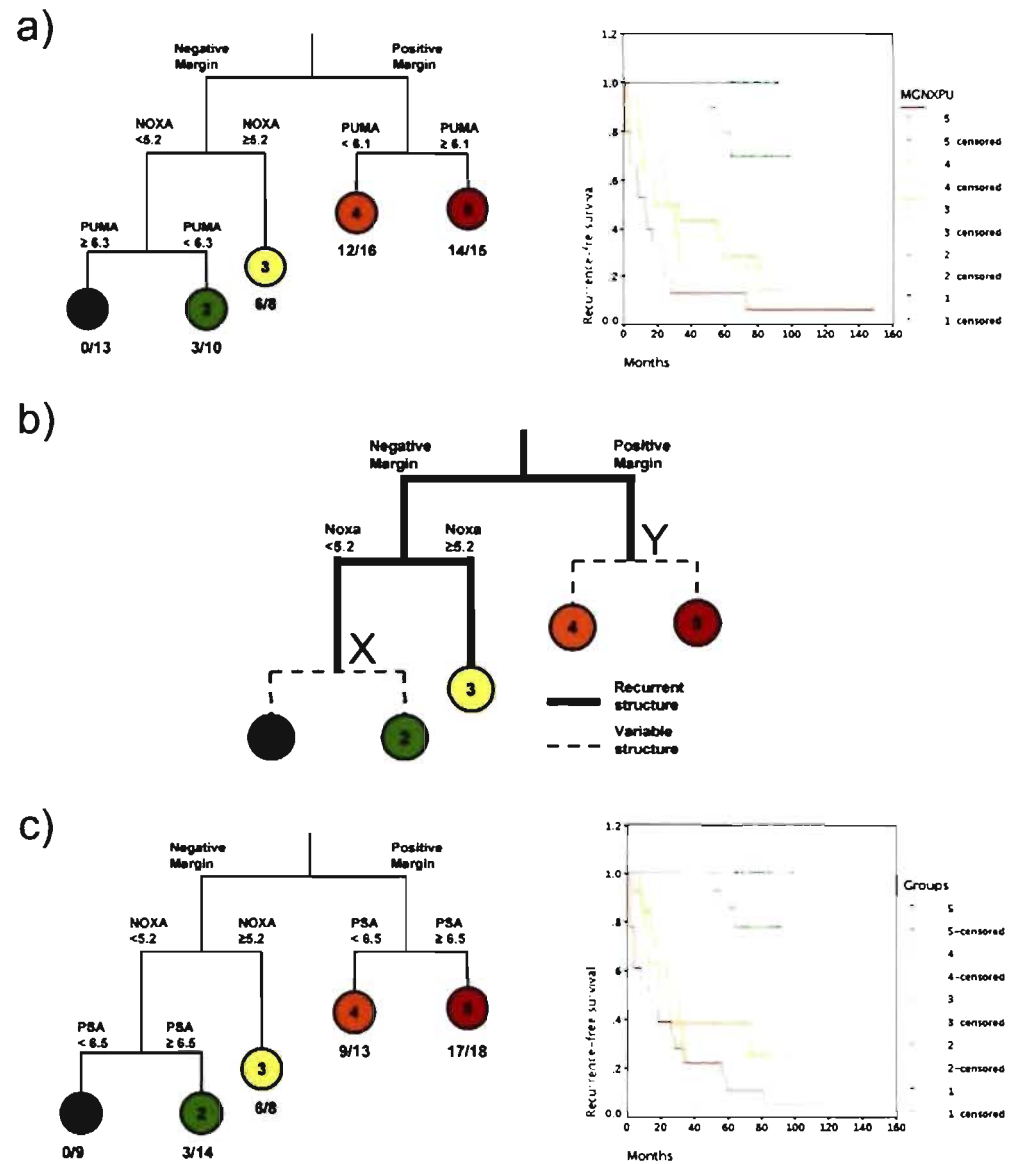 a)
Negative
Margin
Positive
Margin
NOXA
<5.2
NOXA
≥5.2
PUMA
< 6.1
PUMA
≥ 6.1
PUMA
≥ 6.3
PUMA
< 6.3
4
12/16
14/15
3
6/8
2
0/13
3/10
1.2
1.0
.8
.6
.4
.2
0.0
0
20
40
60
80
100
120
140
160
Recurrence-free survival
Months
MGNXPU
5
5 censored
4
4 censored
3
3 censored
2
2 censored
1
1 censored
b)
Negative
Margin
Positive
Margin
Noxa
<5.2
Noxa
≥5.2
Y
X
4
3
2
Recurrent
structure
Variable
structure
c)
Negative
Margin
Positive
Margin
NOXA
<5.2
NOXA
≥5.2
PSA
< 6.5
PSA
≥ 6.5
PSA
< 6.5
PSA
≥ 6.5
4
9/13
17/18
3
6/8
2
0/9
3/14
1.2
1.0
.8
.6
.4
.2
0.0
0
20
40
60
80
100
120
140
160
Recurrence-free survival
Months
Groups
5
5-censored
4
4-censored
3
3 censored
2
2-censored
1
1 censored